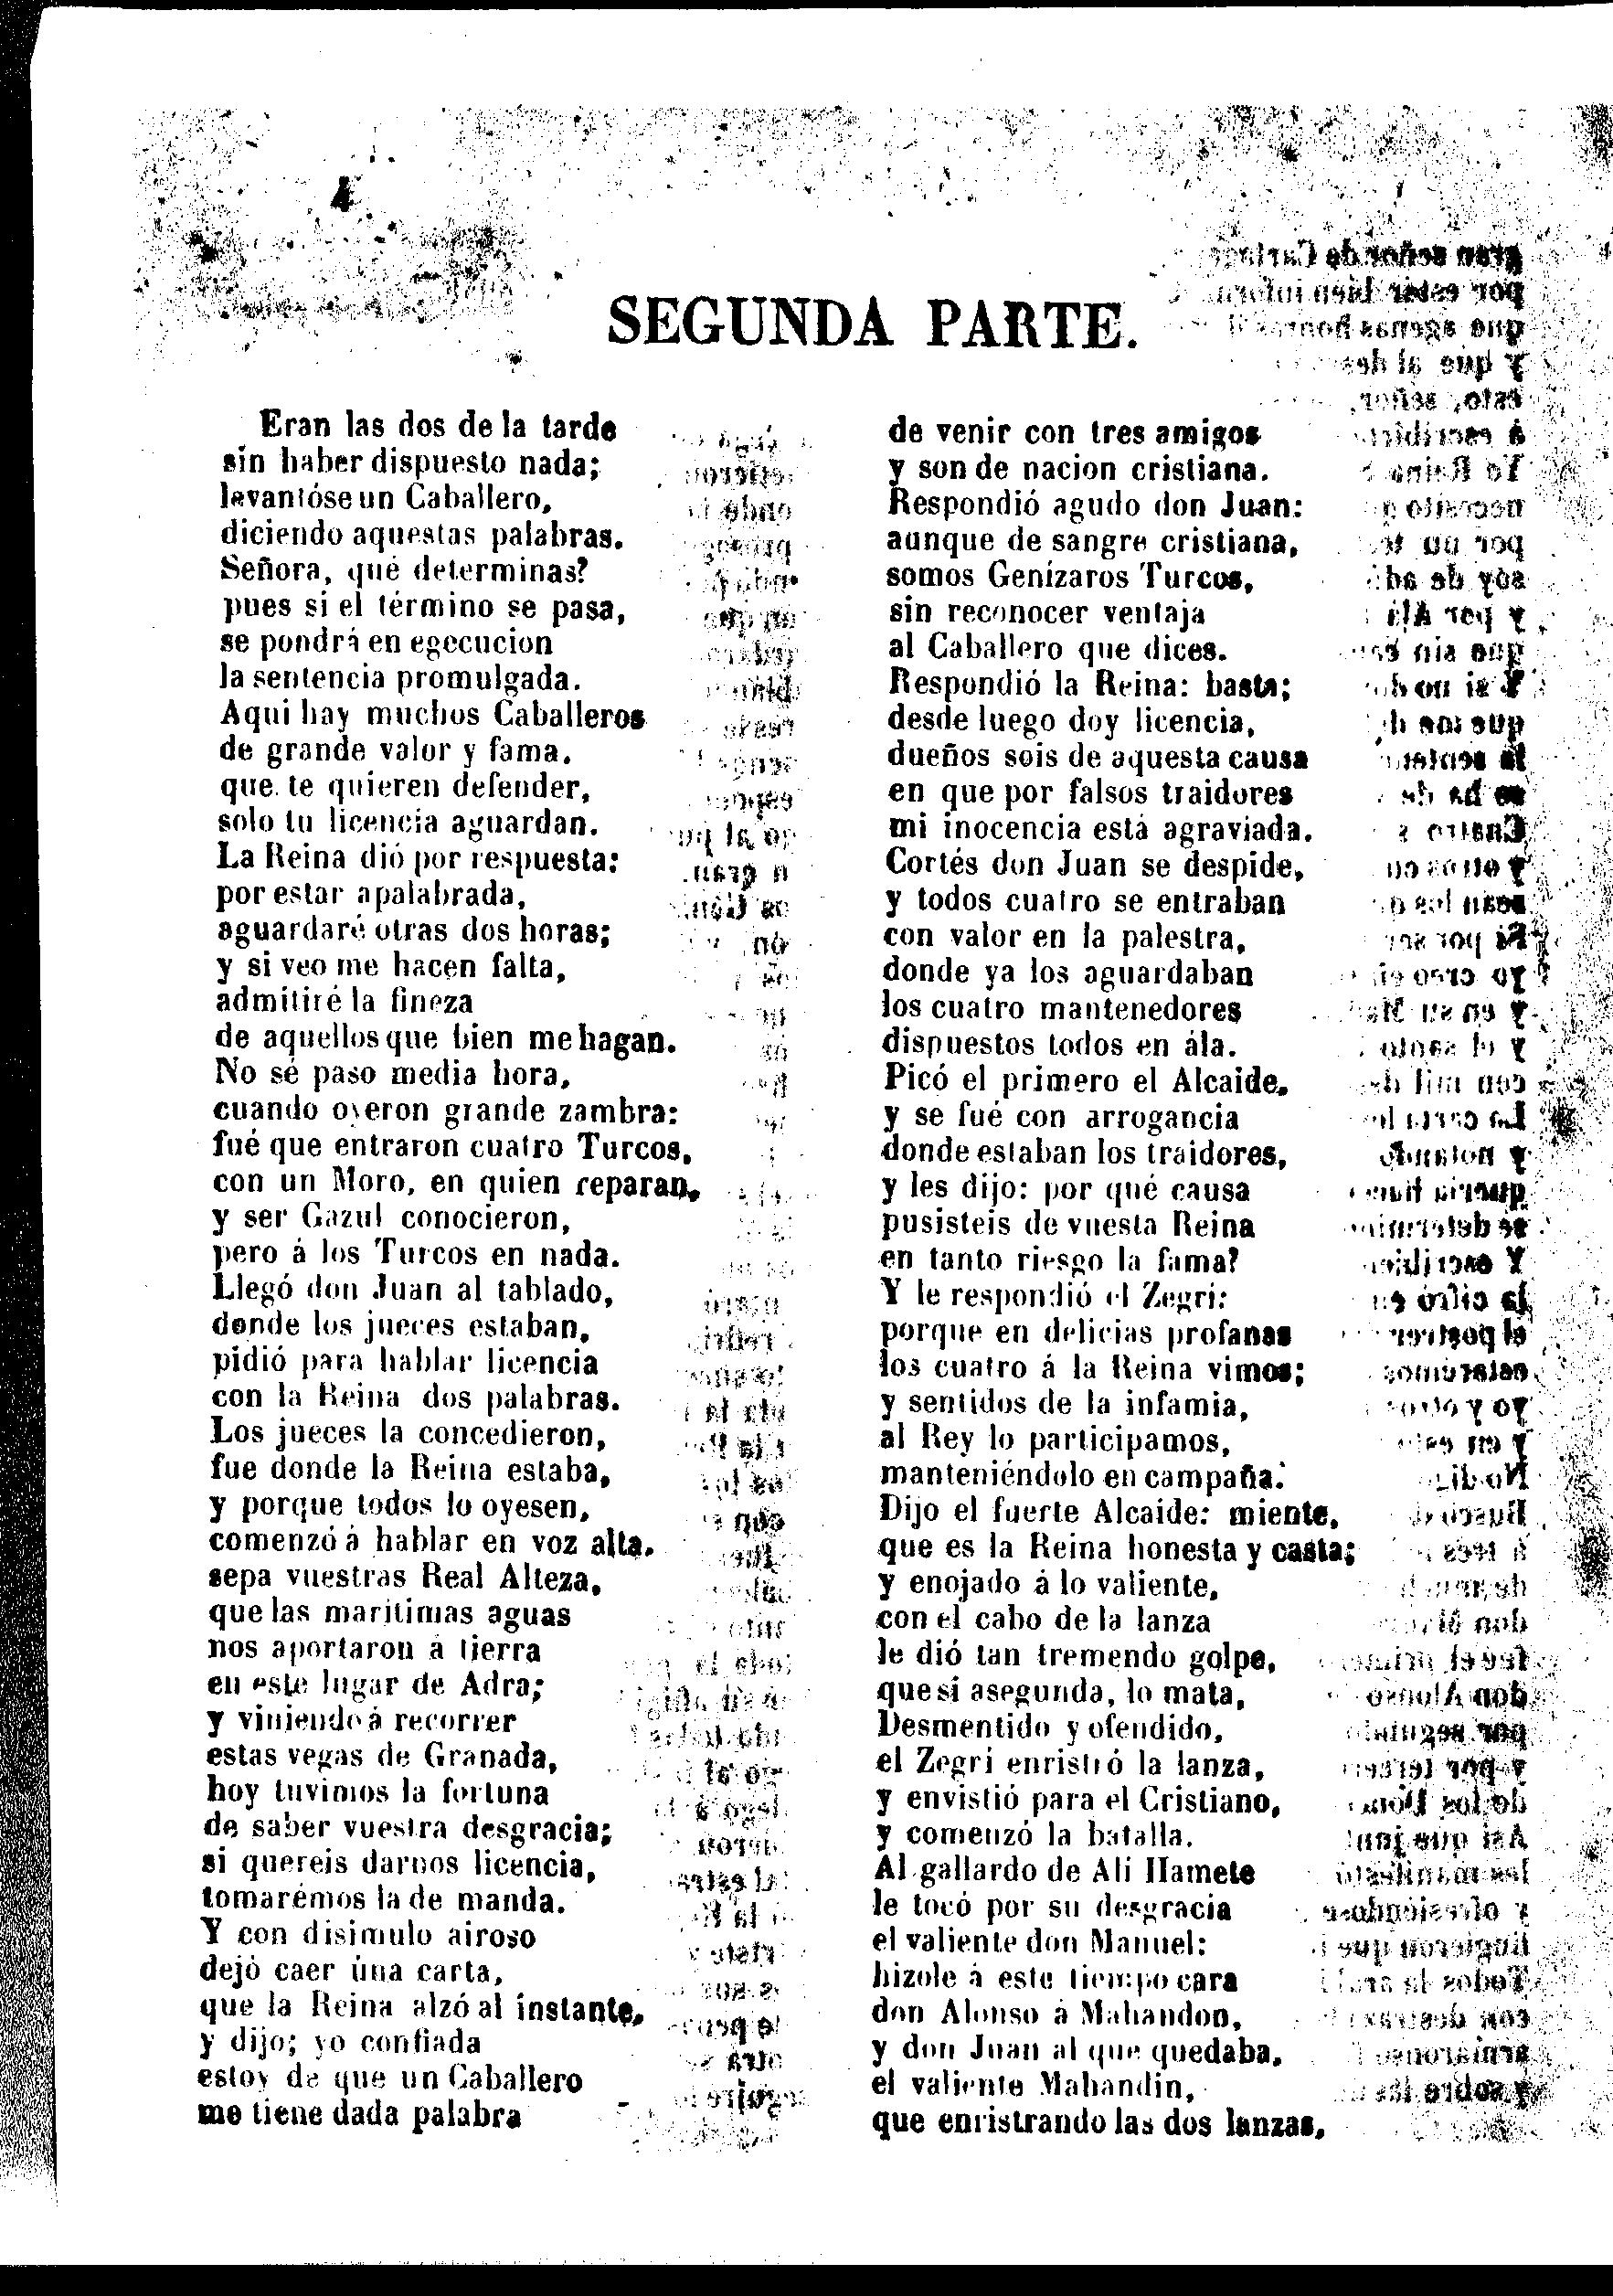 4
SEGUNDA PARTE.
Eran las dos de la tarde
sin haber dispuesto nada;
levantóse un Caballero,
diciendo aquestas palabras.
Señora, qué determinas?
pues si el término se pasa,
se pondrá en egecucion
la sentencia promulgada.
Aqui hay muchos Caballeros
de grande valor y fama,
que te quieren defender,
solo tu licencia aguardan.
La Reina dió por respuesta:
por estar apalabrada,
aguardaré otras dos horas;
y si veo me hacen falta,
admitiré la fineza
de aquellos que bien me hagan.
No se paso media hora,
cuando oyeron grande zambra:
fué que entraron cuatro Turcos,
con un Moro, en quien reparan,
y ser Gazul conocieron,
pero á los Turcos en nada.
Llegó don Juan al tablado,
donde los jueces estaban,
pidió para hablar licencia
con la Reina dos palabras.
Los jueces la concedieron,
fue donde la Reina estaba,
y porque todos lo oyesen,
comenzó á hablar en voz alta.
sepa vuestras Real Alteza,
que las marítimas aguas
nos aportaron á tierra
en este lugar de Adra;
y viniendo á recorrer
estas vegas de Granada,
hoy tuvimos la fortuna
de saber vuestra desgracia;
si quereis darnos licencia,
tomarémos la de manda.
Y con disimulo airoso
dejó caer úna carta,
que la Reina alzó al instante,
y dijo; yo confiada
estoy de que un Caballero
me tiene dada palabra
de venir con tres amigos
y son de nacion cristiana.
Respondió agudo don Juan:
aunque de sangre cristiana,
somos Genízaros Turcos,
sin reconocer ventaja
al Caballero que dices.
Respondió la Reina: basta;
desde luego doy licencia,
dueños sois de aquesta causa
en que por falsos traidores
mi inocencia está agraviada.
Cortés don Juan se despide,
y todos cuatro se entraban
con valor en la palestra,
donde ya los aguardaban
los cuatro mantenedores
dispuestos todos en ála.
Picó el primero el Alcaide,
y se fué con arrogancia
donde estaban los traidores,
y les dijo: por qué causa
pusisteis de vuesta Reina
en tanto riesgo la fama?
Y le respondió el Zegri:
porque en delicias profanas
los cuatro á la Reina vimos;
y sentidos de la infamia,
al Rey lo participamos,
manteniéndolo en campaña.
Dijo el fuerte Alcaide: miente,
que es la Reina honesta y casta;
y enojado á lo valiente,
con el cabo de la lanza
le dió tan tremendo golpe,
que si asegunda, lo mata,
Desmentido y ofendido,
el Zegri enristró la lanza,
y envistió para el Cristiano,
y comenzó la batalla.
Al gallardo de Ali Hamete
le tocó por su desgracia
el valiente don Manuel:
hizole á este tiempo cara
don Alonso á Mahandon,
y don Juan al que quedaba,
el valiente Mahandin,
que enristrando las dos lanzas,